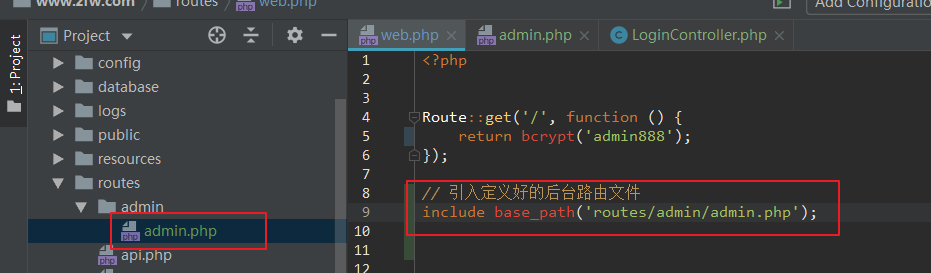 www.zfw.com
routes
web.php
Add Configuration
1: Project
Project
config
database
logs
public
resources
routes
admin
admin.php
api.php
web.php
admin.php
LoginController.php
1 <?php
2
3
4 Route::get('/', function () {
5 return bcrypt('admin888');
6 });
7
8 // 引入定义好的后台路由文件
9 include base_path('routes/admin/admin.php');
10
11
12